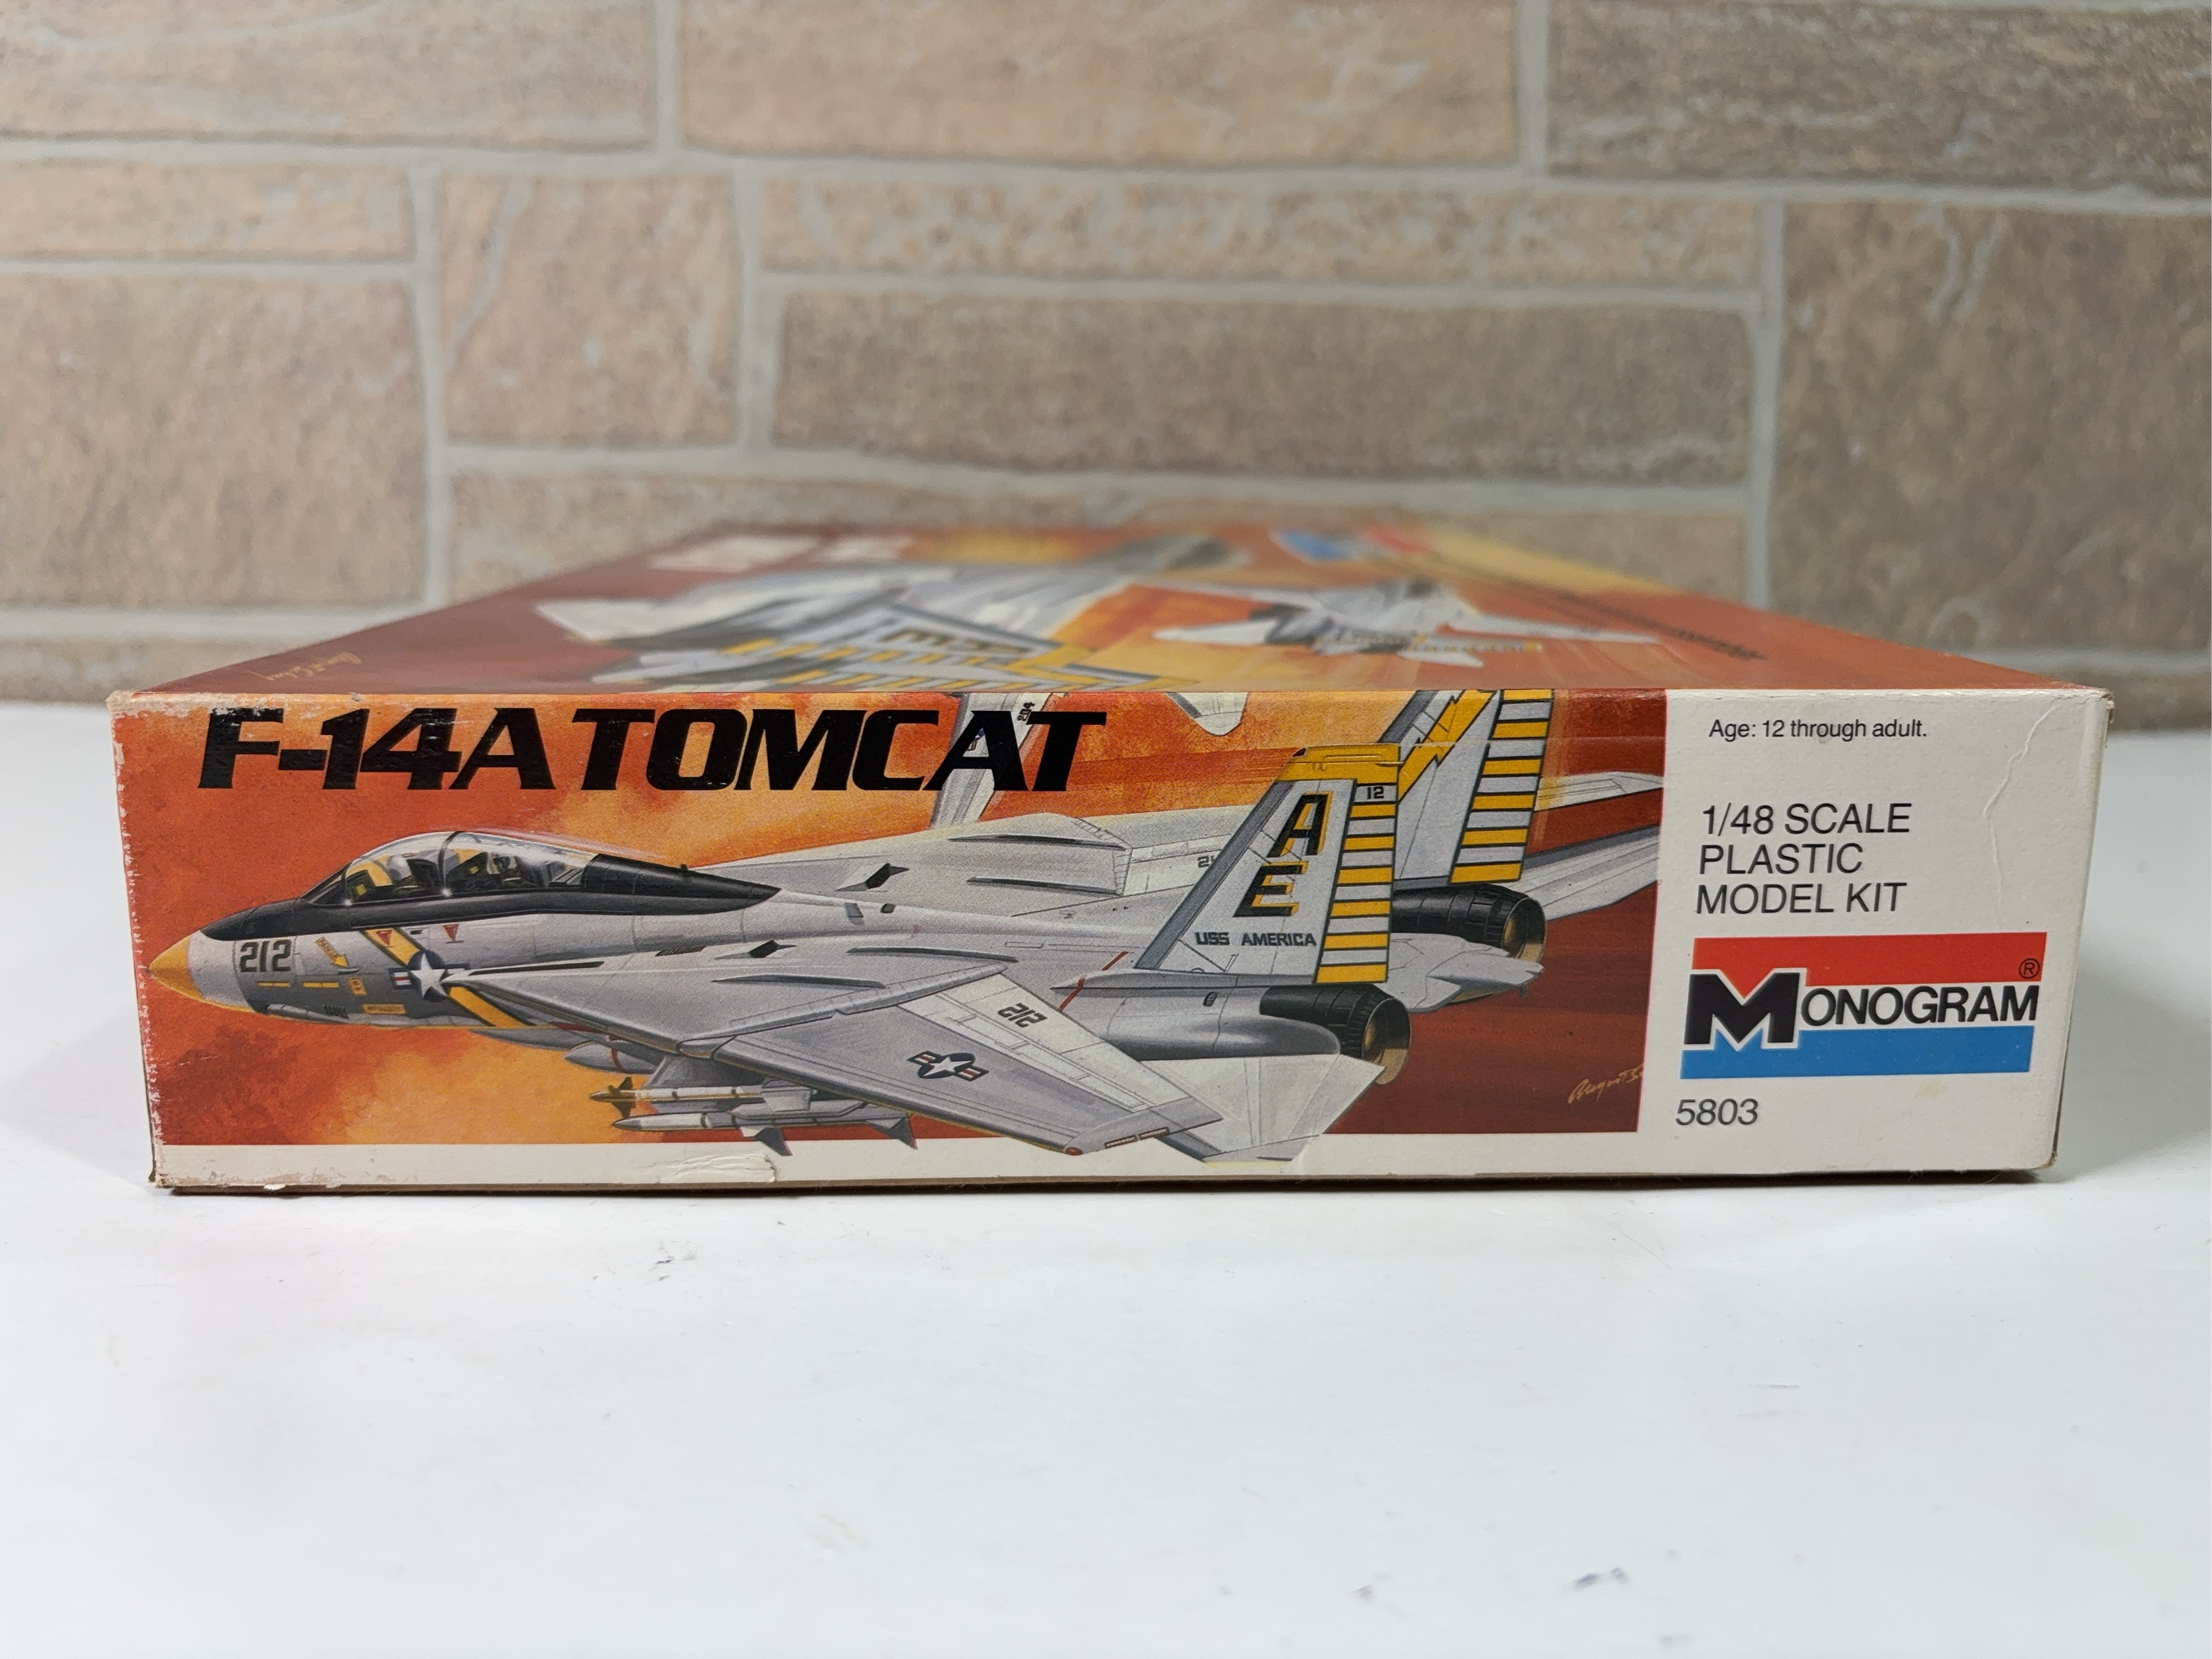 F-14A TOMCAT
204
12
A
E
USS AMERICA
212
212
Age: 12 through adult.
1/48 SCALE
PLASTIC
MODEL KIT
MONOGRAM®
5803